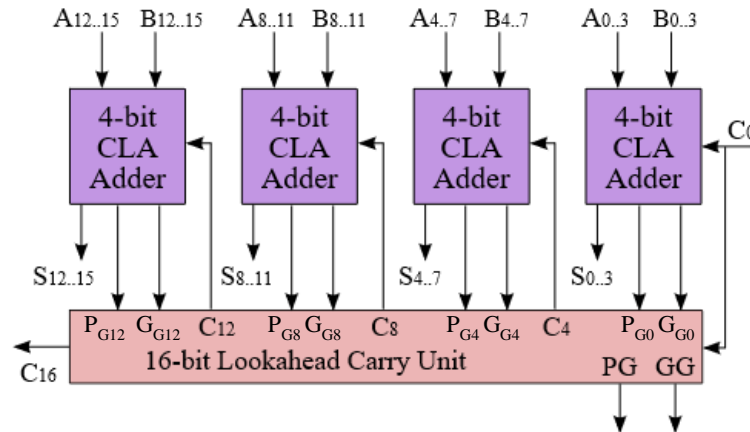 A12..15 B12..15 A8..11 B8..11 A4..7 B4..7 A0..3 B0..3
4-bit CLA Adder
4-bit CLA Adder
4-bit CLA Adder
4-bit CLA Adder
C0
S12..15 S8..11 S4..7 S0..3
PG12 GG12 C12 PG8 GG8 C8 PG4 GG4 C4 PG0 GG0
16-bit Lookahead Carry Unit
PG GG
C16